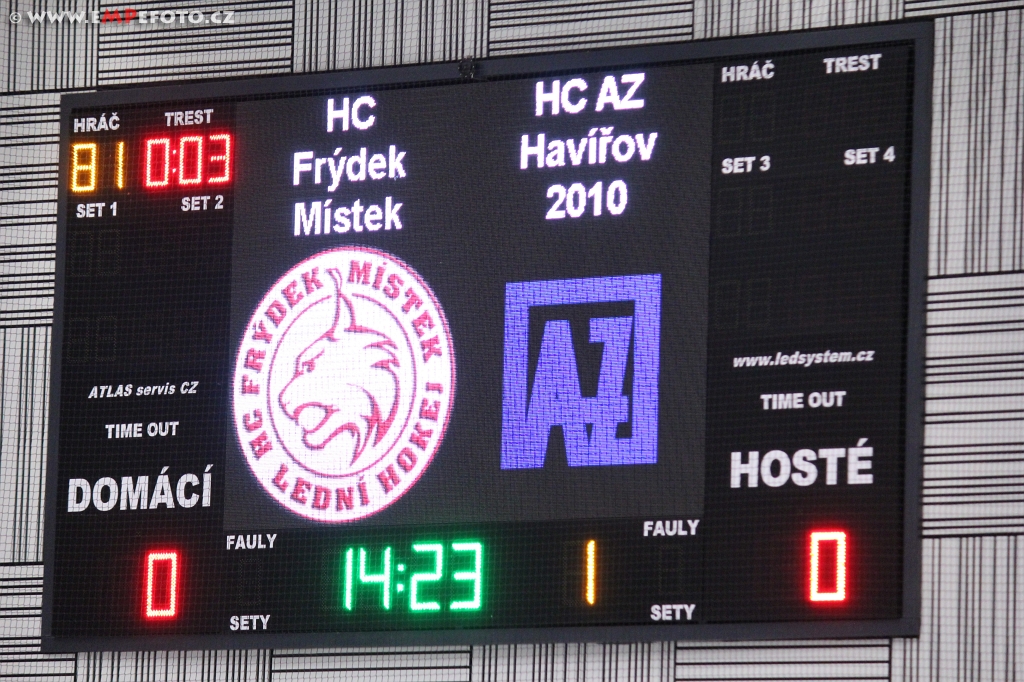 © WWW.EMPEFOTO.CZ
HRÁČ TREST
81 0:03
SET 1 SET 2
HC
Frýdek
Místek
HC AZ
Havířov
2010
HRÁČ TREST
SET 3 SET 4
HC FRÝDEK MÍSTEK
LEDNÍ HOKEJ
AZ
ATLAS servis CZ
TIME OUT
DOMÁCÍ
www.ledsystem.cz
TIME OUT
HOSTÉ
0
FAULY
SETY
14:23
1
FAULY
SETY
0